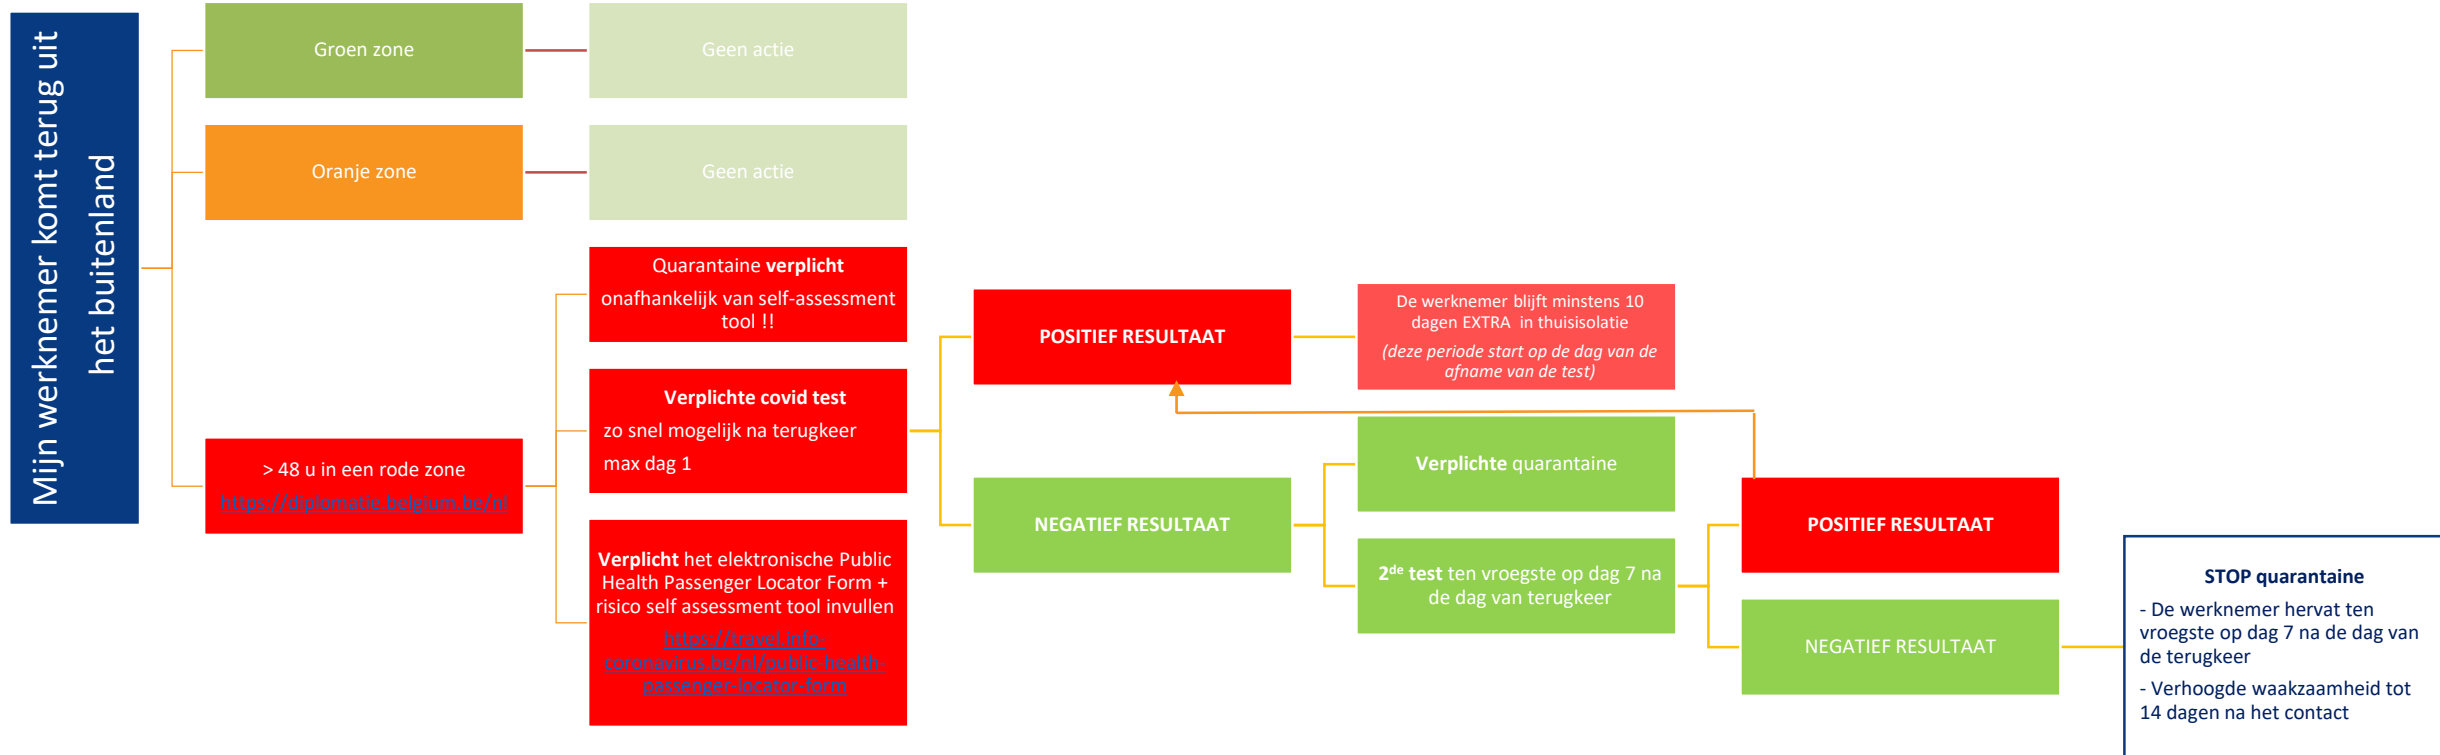 Mijn werknemer komt terug uit
het buitenland
Groen zone
Geen actie
Oranje zone
Geen actie
> 48 u in een rode zone
https://diplomatie.belgium.be/nl
Quarantaine verplicht
onafhankelijk van self-assessment
tool !!
Verplichte covid test
zo snel mogelijk na terugkeer
max dag 1
Verplicht het elektronische Public
Health Passenger Locator Form +
risico self assessment tool invullen
https://travel.info-
coronavirus.be/nl/public-health-
passenger-locator-form
POSITIEF RESULTAAT
De werknemer blijft minstens 10
dagen EXTRA in thuisisolatie
(deze periode start op de dag van de
afname van de test)
NEGATIEF RESULTAAT
Verplichte quarantaine
2de test ten vroegste op dag 7 na
de dag van terugkeer
POSITIEF RESULTAAT
NEGATIEF RESULTAAT
STOP quarantaine
- De werknemer hervat ten
vroegste op dag 7 na de dag van
de terugkeer
- Verhoogde waakzaamheid tot
14 dagen na het contact